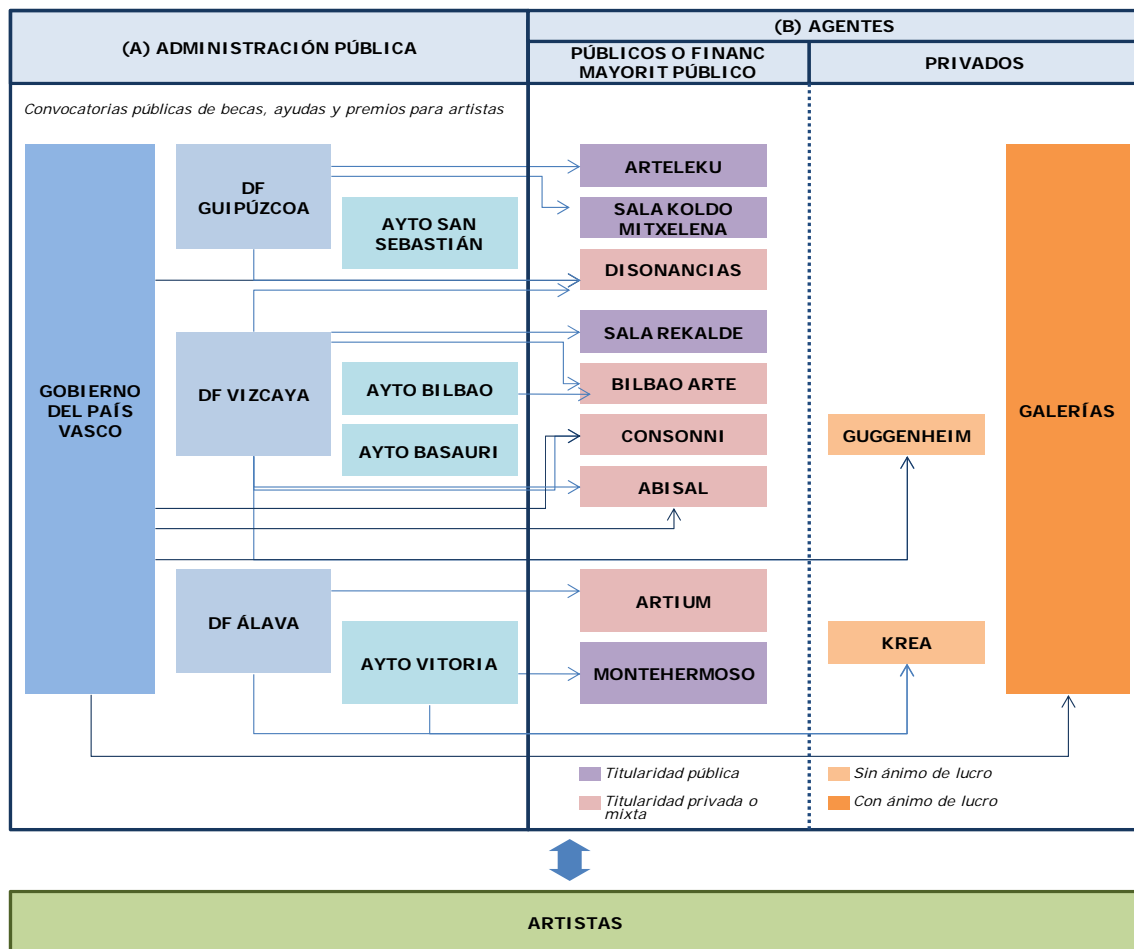 (A) ADMINISTRACIÓN PÚBLICA
(B) AGENTES
PÚBLICOS O FINANC
MAYORIT PÚBLICO
PRIVADOS
Convocatorias públicas de becas, ayudas y premios para artistas
GOBIERNO
DEL PAÍS
VASCO
DF
GUIPÚZCOA
AYTO SAN
SEBASTIÁN
DF VIZCAYA
AYTO BILBAO
AYTO BASAURI
DF ÁLAVA
AYTO VITORIA
ARTELEKU
SALA KOLDO
MITXELENA
DISONANCIAS
SALA REKALDE
BILBAO ARTE
CONSONNI
ABISAL
ARTIUM
MONTEHERMOSO
GUGGENHEIM
KREA
GALERÍAS
Titularidad pública
Titularidad privada o
mixta
Sin ánimo de lucro
Con ánimo de lucro
ARTISTAS